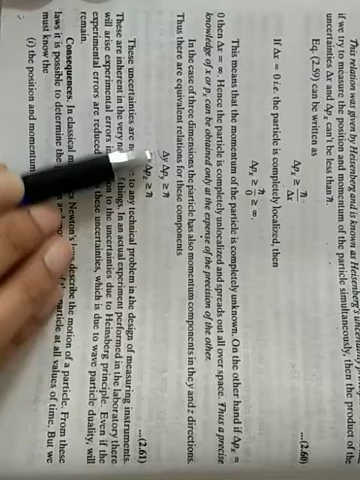 This relation was given by Heisenberg and is known as Heisenberg's uncertainty
if we try to measure the position and momentum of the particle simultaneously, then the product of the
uncertainties Δx and Δpₓ can't be less than ℏ.
Eq. (2.59) can be written as
Δpₓ ≥ ℏ/Δx ...(2.60)
If Δx = 0 i.e. the particle is completely localized, then
Δpₓ ≥ ℏ/0 ≥ ∞.
This means that the momentum of the particle is completely unknown. On the other hand if Δpₓ =
0 then Δx = ∞. Hence the particle is completely unlocalized and spreads out all over space. Thus a precise
knowledge of x or pₓ can be obtained only at the expense of the precision of the other.
In the case of three dimensions the particle has also momentum components in the y and z directions.
Thus there are equivalent relations for these components
Δy Δpᵧ ≥ ℏ
Δp_z ≥ ℏ ...(2.61)
These uncertainties are to any technical problem in the design of measuring instruments.
These are inherent in the very of things. In an actual experiment performed in the laboratory there
will arise experimental errors in to the uncertainties due to Heinsberg principle. Even if the
experimental errors are reduced these uncertainties, which is due to wave particle duality, will
remain.
Consequences. In classical Newton's describe the motion of a particle. From these
laws it is possible to determine the and particle at all values of time. But we
must know the
(i) the position and momentum